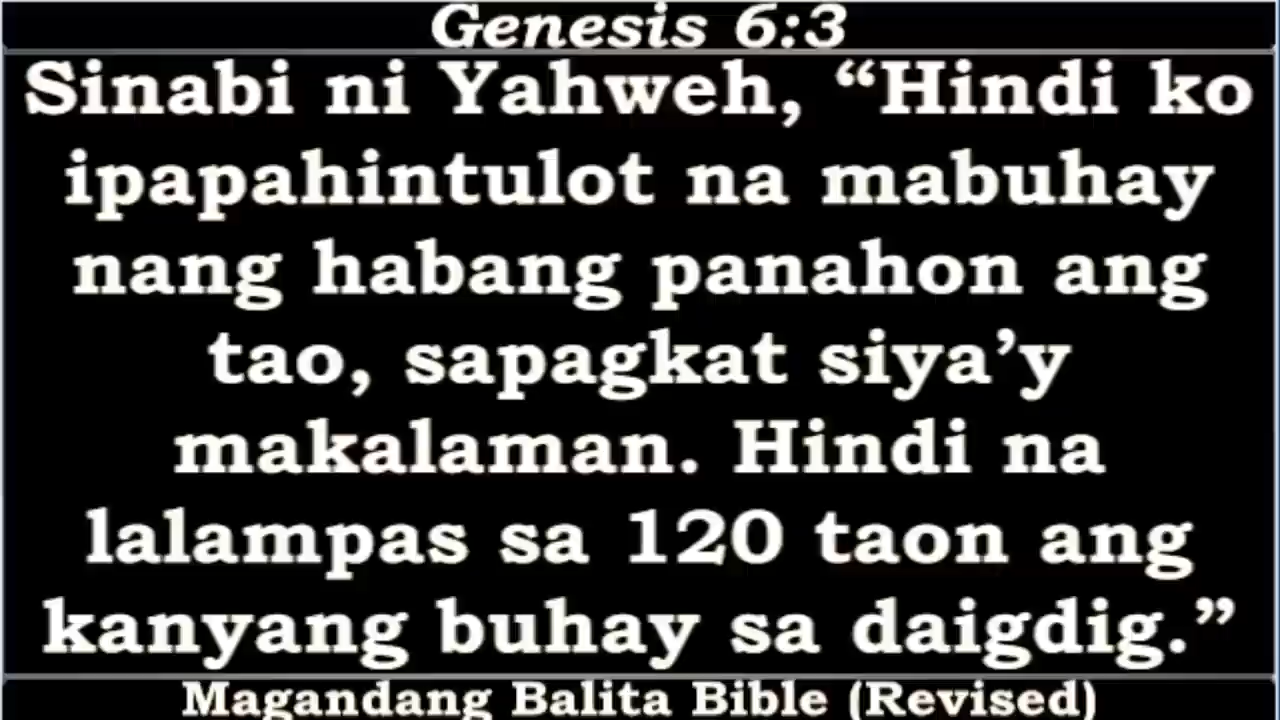 Genesis 6:3
Sinabi ni Yahweh, “Hindi ko
ipapahintulot na mabuhay
nang habang panahon ang
tao, sapagkat siya’y
makalaman. Hindi na
lalampas sa 120 taon ang
kanyang buhay sa daigdig.”
Magandang Balita Bible (Revised)